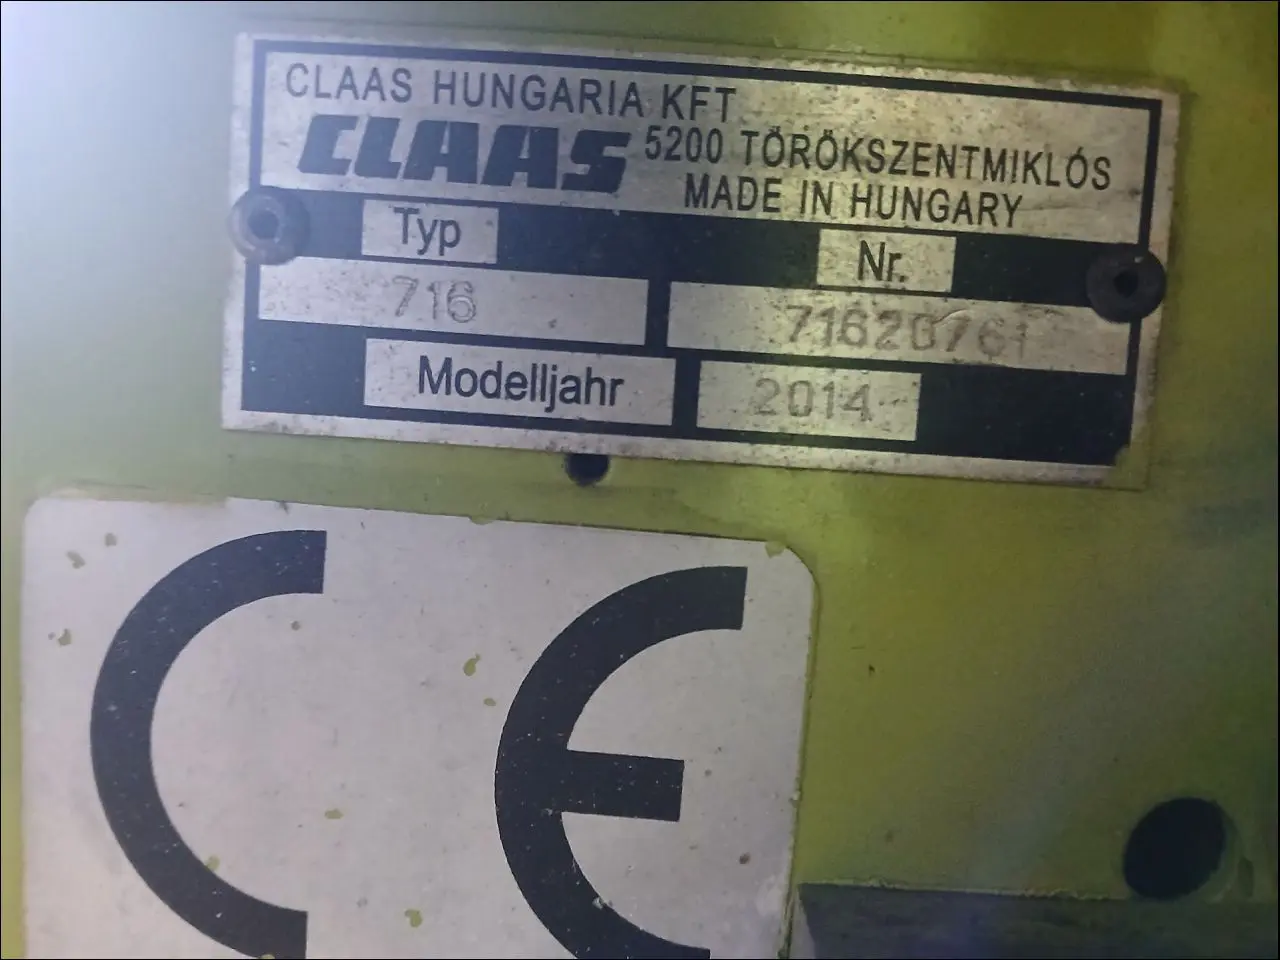 CLAAS HUNGARIA KFT
CLAAS 5200 TÖRÖKSZENTMIKLÓS
MADE IN HUNGARY
Typ
Nr.
716
71620761
Modelljahr
2014
CE